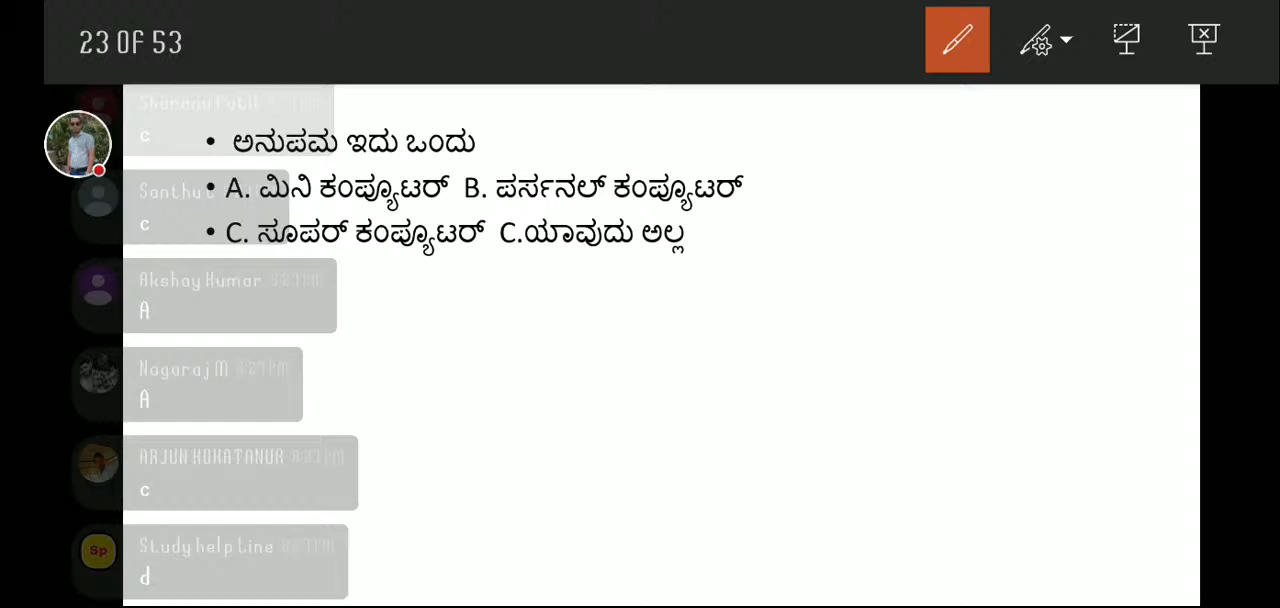 23 OF 53
c
• ಅನುಪಮ ಇದು ಒಂದು
• A. ಮಿನಿ ಕಂಪ್ಯೂಟರ್ B. ಪರ್ಸನಲ್ ಕಂಪ್ಯೂಟರ್
Santhu
c
• C. ಸೂಪರ್ ಕಂಪ್ಯೂಟರ್ C.ಯಾವುದು ಅಲ್ಲ
Akshay Kumar
A
Nagaraj M
A
ARJUN KOKATANUR
c
Study help line
Sp
d